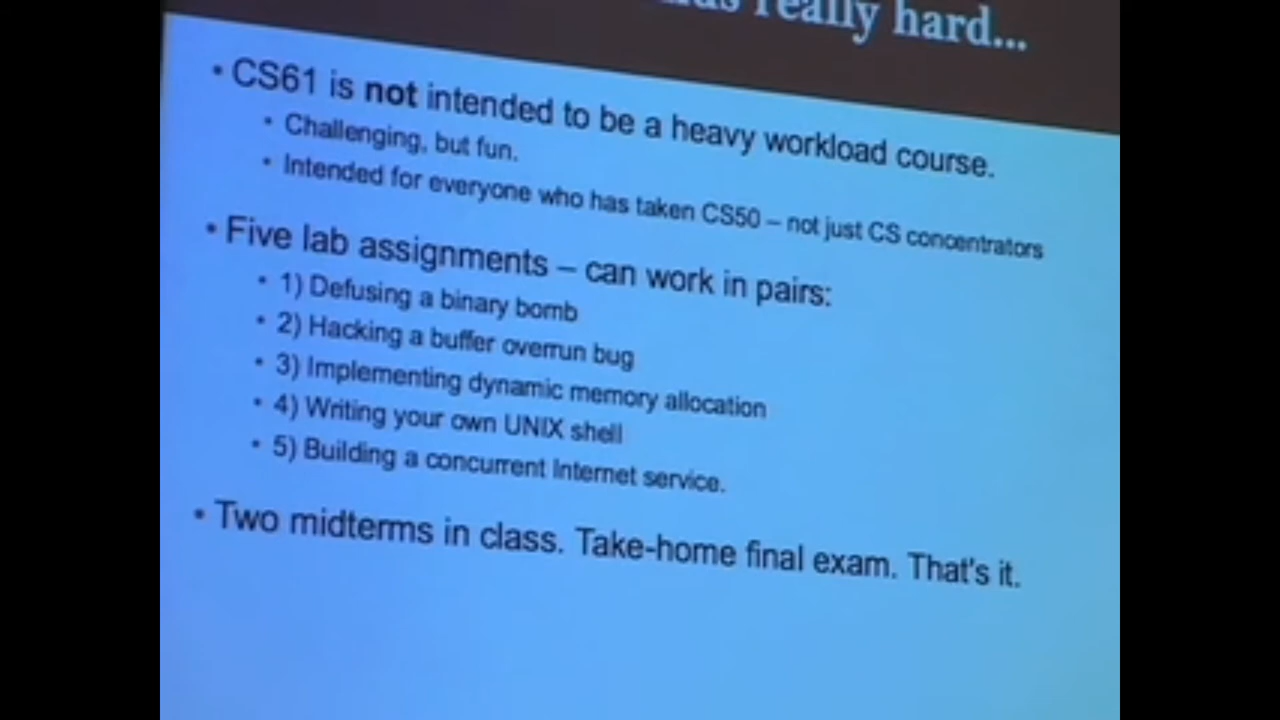 really hard...
• CS61 is not intended to be a heavy workload course.
• Challenging, but fun.
• Intended for everyone who has taken CS50 – not just CS concentrators
• Five lab assignments – can work in pairs:
• 1) Defusing a binary bomb
• 2) Hacking a buffer overrun bug
• 3) Implementing dynamic memory allocation
• 4) Writing your own UNIX shell
• 5) Building a concurrent Internet service.
• Two midterms in class. Take-home final exam. That's it.